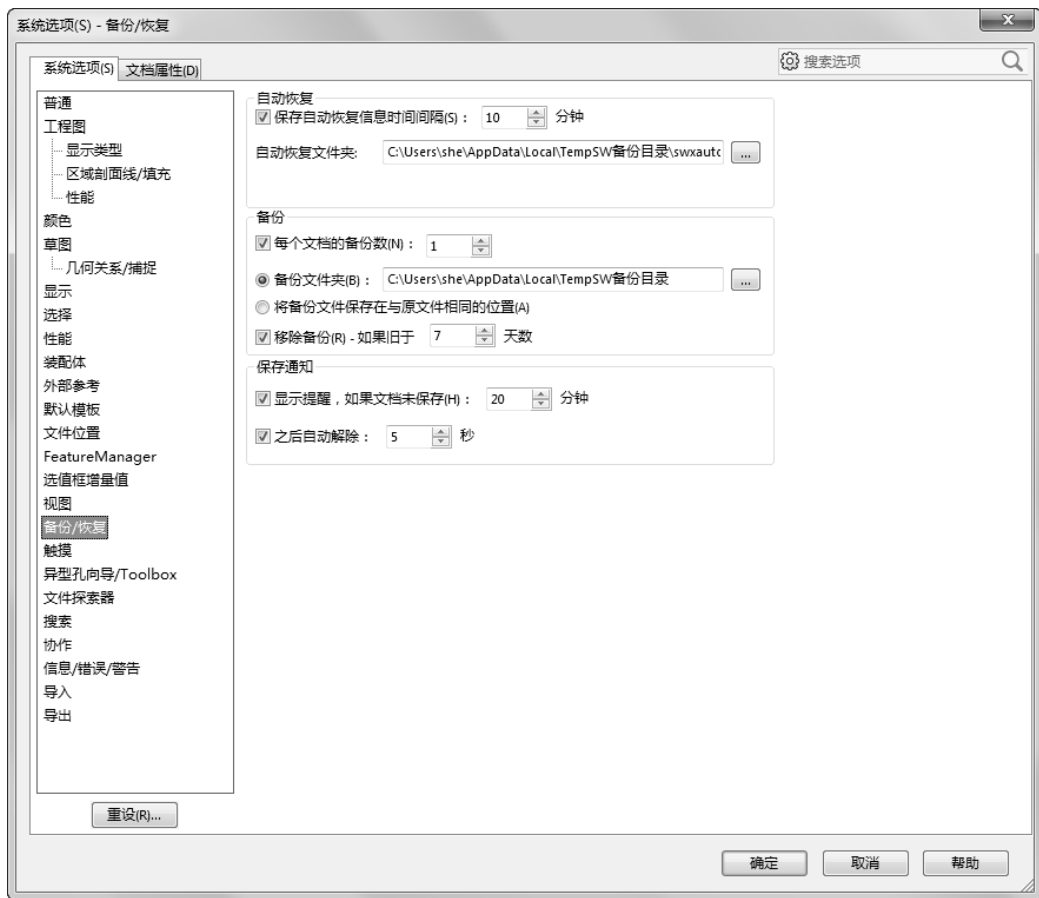 系统选项(S) - 备份/恢复
x
系统选项(S) 文档属性(D)
搜索选项
普通
工程图
显示类型
区域剖面线/填充
性能
颜色
草图
几何关系/捕捉
显示
选择
性能
装配体
外部参考
默认模板
文件位置
FeatureManager
选值框增量值
视图
备份/恢复
触摸
异型孔向导/Toolbox
文件探索器
搜索
协作
信息/错误/警告
导入
导出
重设(R)...
自动恢复
保存自动恢复信息时间间隔(S)： 10 分钟
自动恢复文件夹: C:\Users\she\AppData\Local\TempSW备份目录\swxautc ...
备份
每个文档的备份数(N)： 1
备份文件夹(B)： C:\Users\she\AppData\Local\TempSW备份目录 ...
将备份文件保存在与原文件相同的位置(A)
移除备份(R) - 如果旧于 7 天数
保存通知
显示提醒，如果文档未保存(H)： 20 分钟
之后自动解除： 5 秒
确定 取消 帮助